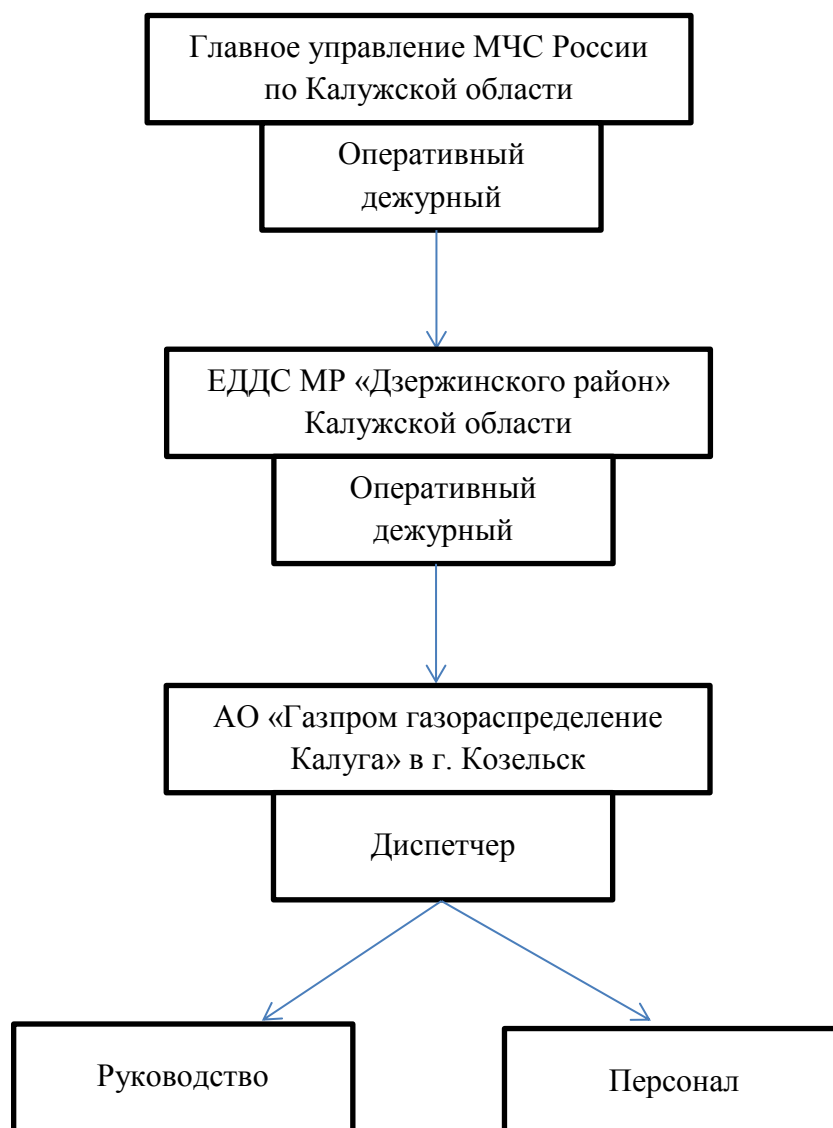 Главное управление МЧС России
по Калужской области
Оперативный
дежурный
ЕДДС МР «Дзержинского район»
Калужской области
Оперативный
дежурный
АО «Газпром газораспределение
Калуга» в г. Козельск
Диспетчер
Руководство
Персонал